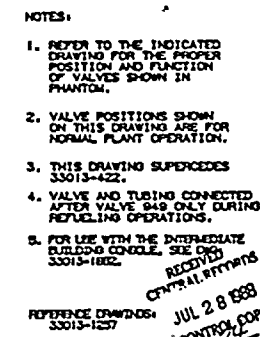 NOTES:
1. REFER TO THE INDICATED
DRAWING FOR THE PROPER
POSITION AND FUNCTION
OF VALVES SHOWN IN
PHANTOM.
2. VALVE POSITIONS SHOWN
ON THIS DRAWING ARE FOR
NORMAL PLANT OPERATION.
3. THIS DRAWING SUPERCEDES
33013-422.
4. VALVE AND TUBING CONNECTED
AFTER VALVE 949 ONLY DURING
REFUELING OPERATIONS.
5. FOR USE WITH THE INTERMEDIATE
BUILDING CONSOLE, SEE DWG.
33013-1882.
RECEIVED
CENTRAL RECORDS
REFERENCE DRAWINGS:
33013-1257
JUL 28 1988
CONTROL COP